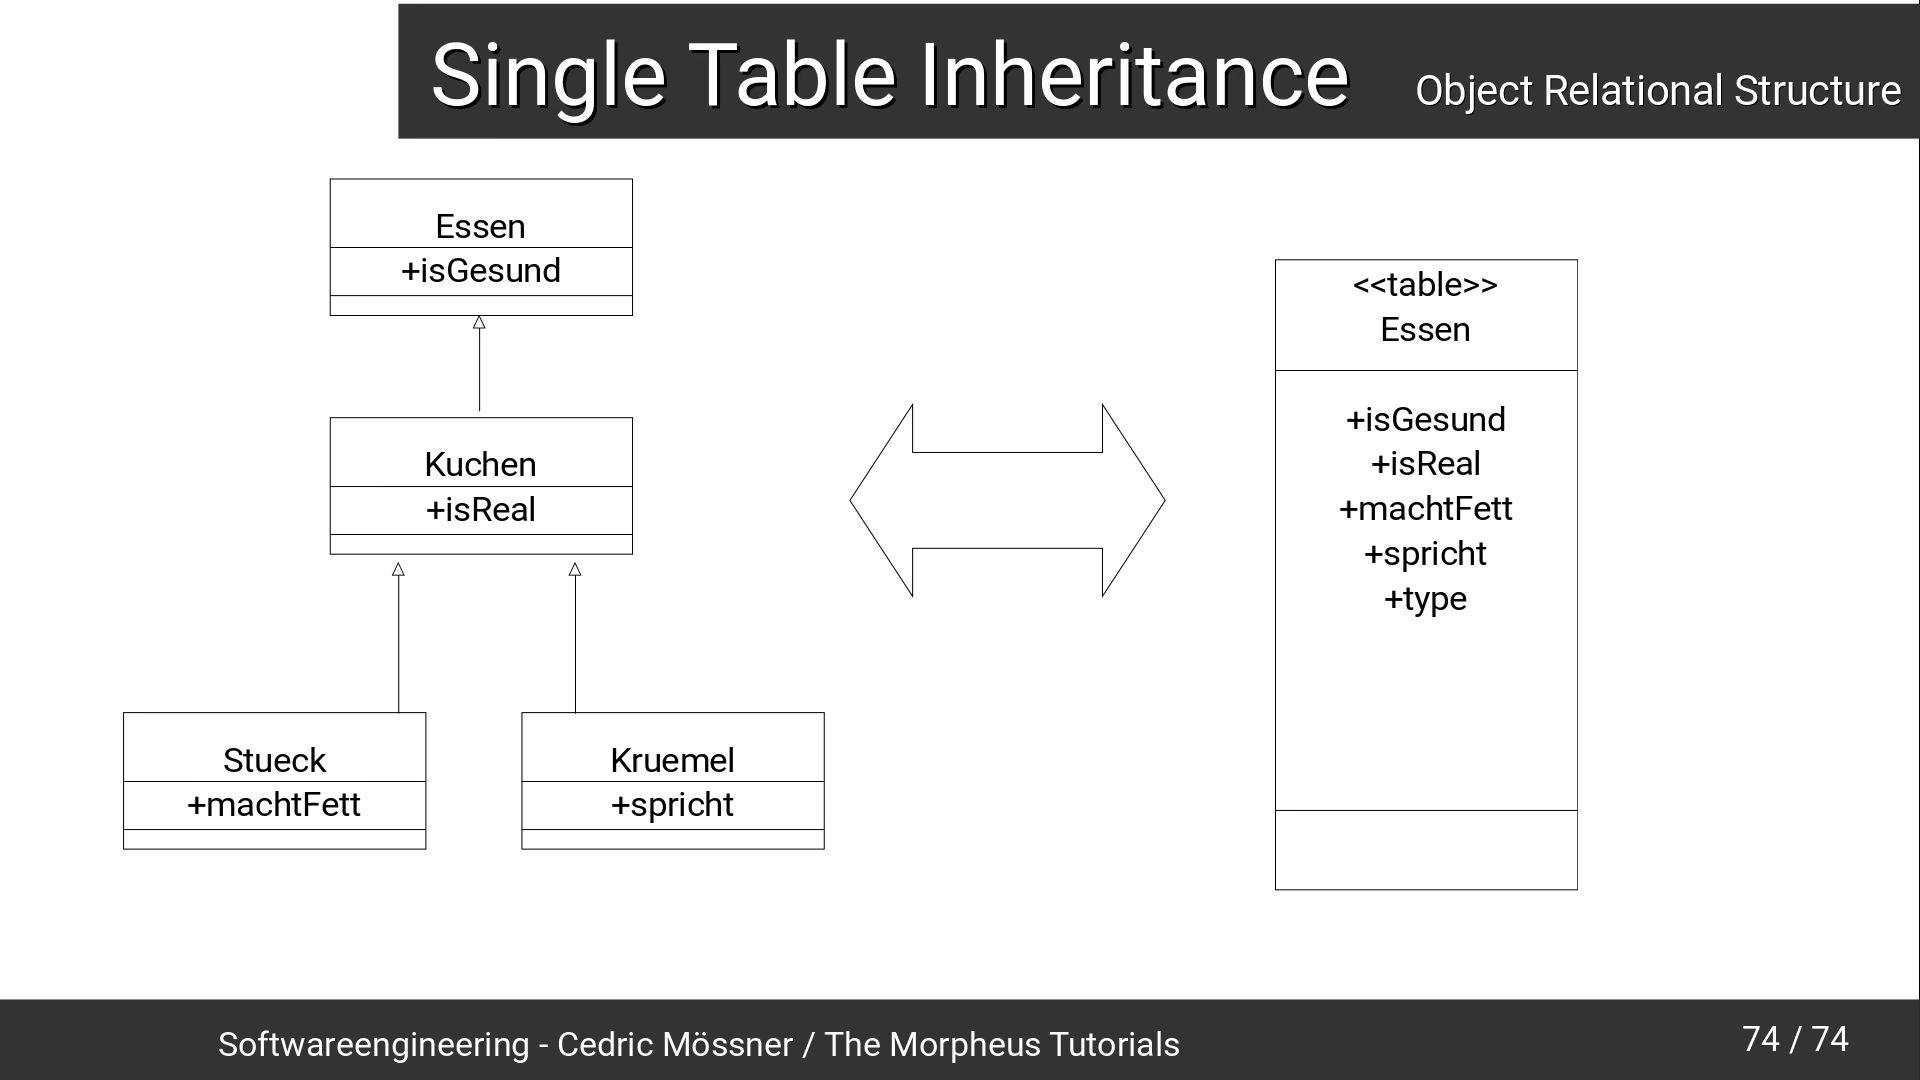 Single Table Inheritance
Object Relational Structure
Essen
+isGesund
Kuchen
+isReal
Stueck
+machtFett
Kruemel
+spricht
<<table>>
Essen
+isGesund
+isReal
+machtFett
+spricht
+type
Softwareengineering - Cedric Mössner / The Morpheus Tutorials
74 / 74